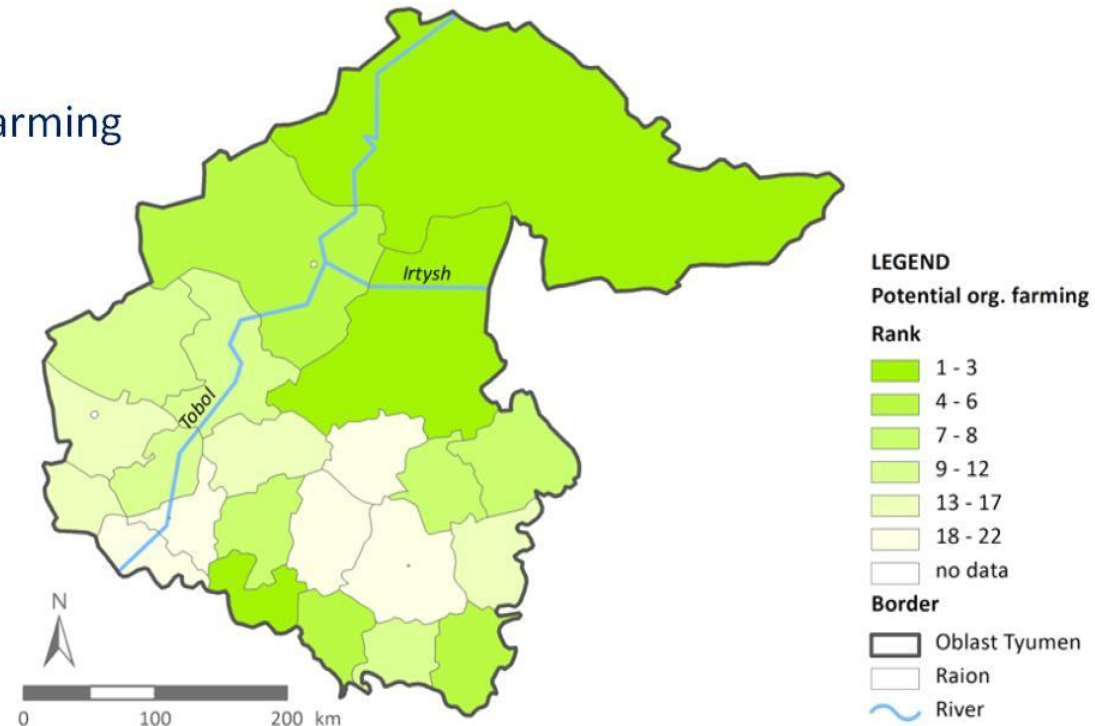 arming
Irtysh
Tobol
LEGEND
Potential org. farming
Rank
1 - 3
4 - 6
7 - 8
9 - 12
13 - 17
18 - 22
no data
Border
Oblast Tyumen
Raion
River
N
0 100 200 km